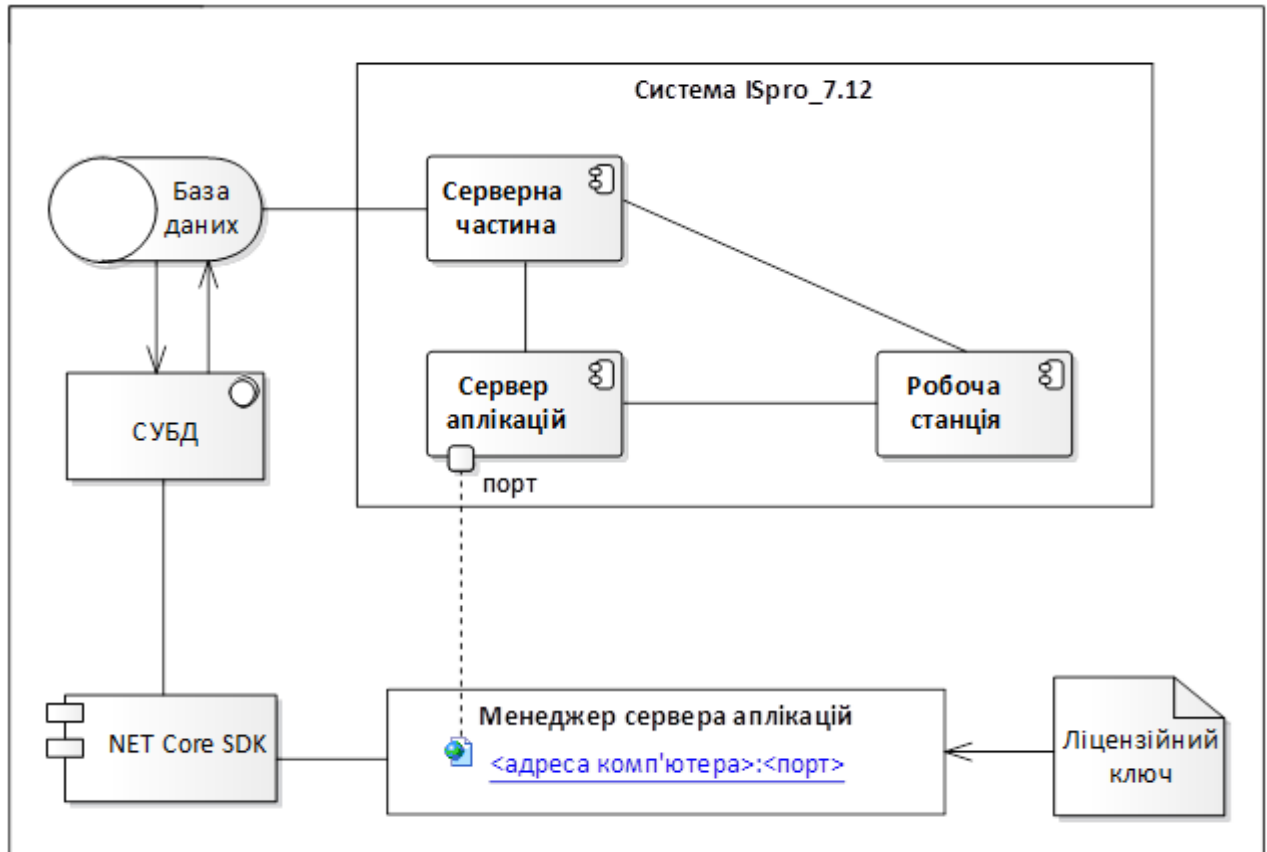 Система ISpro_7.12
База
даних
Серверна
частина
Сервер
аплікацій
Робоча
станція
СУБД
порт
NET Core SDK
Менеджер сервера аплікацій
<адреса комп'ютера>:<порт>
Ліцензійний
ключ